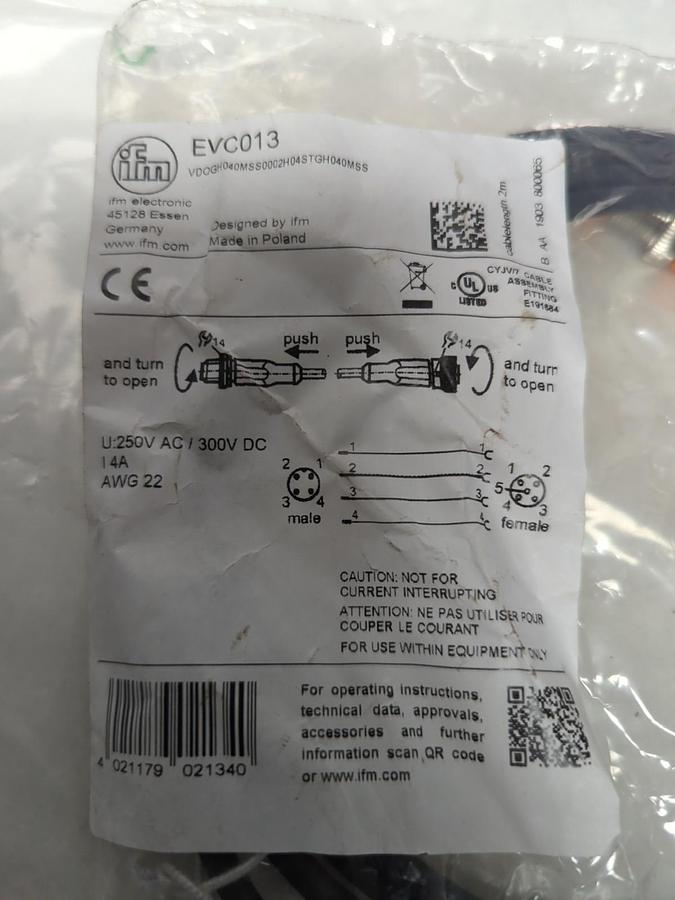 ifm
EVC013
VDOGH040MSS0002H04STGH040MSS
ifm electronic
45128 Essen
Germany
www.ifm.com
Designed by ifm
Made in Poland
cablelength 2m
B AA 1903 800065
CE
C UL US
LISTED
CYJV/7 CABLE
ASSEMBLY
FITTING
E191684
and turn
to open
14
push
push
14
and turn
to open
U:250V AC / 300V DC
I 4A
AWG 22
2 1
3 4
male
1 1
2 2
3 3
4 4
1 2
5
4 3
female
CAUTION: NOT FOR
CURRENT INTERRUPTING
ATTENTION: NE PAS UTILISER POUR
COUPER LE COURANT
FOR USE WITHIN EQUIPMENT ONLY
4 021179 021340
For operating instructions,
technical data, approvals,
accessories and further
information scan QR code
or www.ifm.com